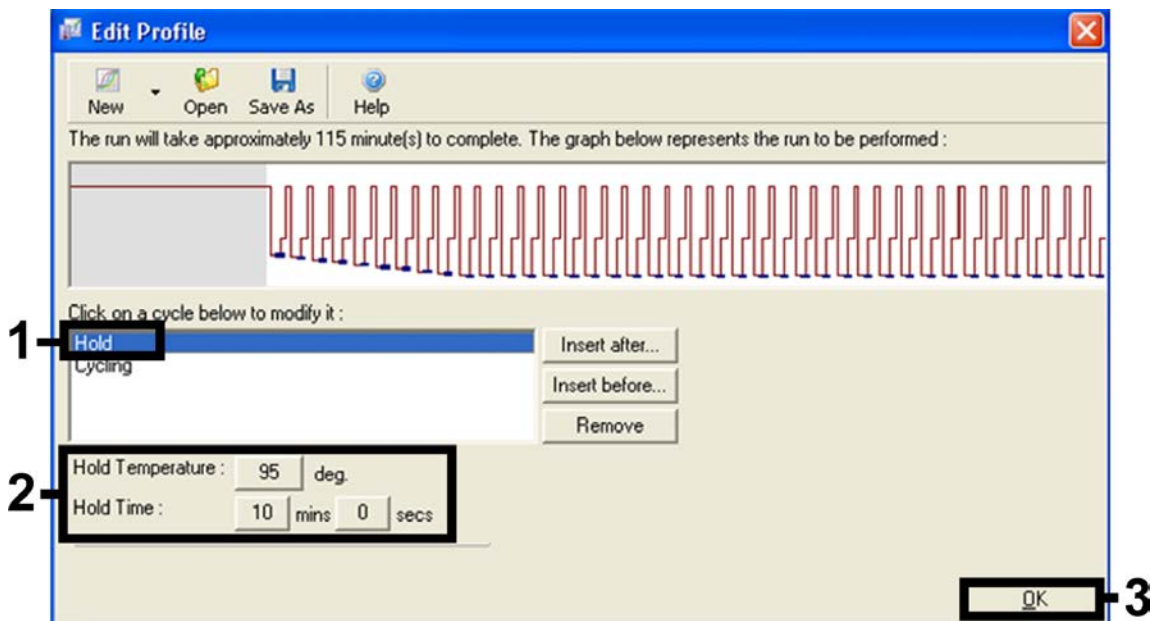 Edit Profile
New Open Save As Help
The run will take approximately 115 minute(s) to complete. The graph below represents the run to be performed :
Click on a cycle below to modify it :
1
Hold
Insert after...
Cycling
Insert before...
Remove
2
Hold Temperature : 95 deg.
Hold Time : 10 mins 0 secs
OK
3